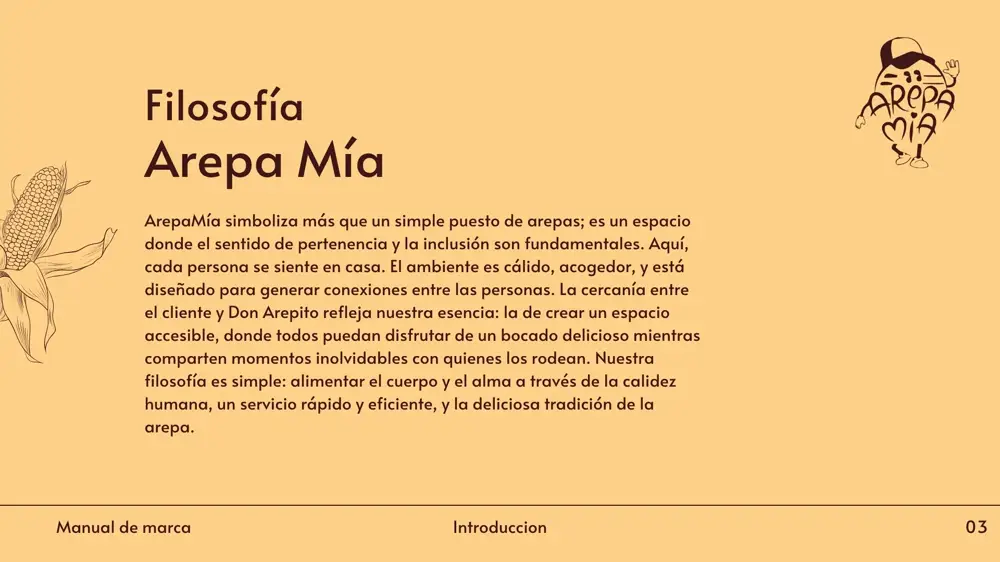 AREPA
MÍA
Filosofía
Arepa Mía
ArepaMía simboliza más que un simple puesto de arepas; es un espacio
donde el sentido de pertenencia y la inclusión son fundamentales. Aquí,
cada persona se siente en casa. El ambiente es cálido, acogedor, y está
diseñado para generar conexiones entre las personas. La cercanía entre
el cliente y Don Arepito refleja nuestra esencia: la de crear un espacio
accesible, donde todos puedan disfrutar de un bocado delicioso mientras
comparten momentos inolvidables con quienes los rodean. Nuestra
filosofía es simple: alimentar el cuerpo y el alma a través de la calidez
humana, un servicio rápido y eficiente, y la deliciosa tradición de la
arepa.
Manual de marca
Introduccion
03